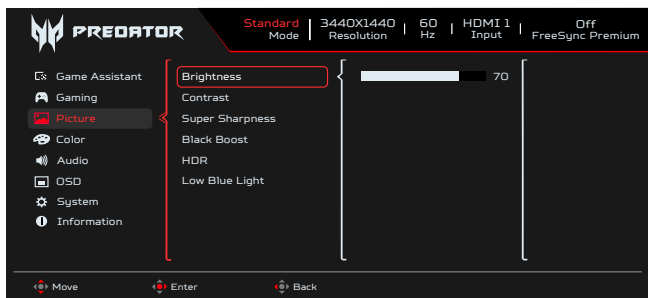 PREDATOR
Standard Mode
3440X1440 Resolution
60 Hz
HDMI 1 Input
Off FreeSync Premium
Game Assistant
Gaming
Picture
Color
Audio
OSD
System
Information
Brightness
Contrast
Super Sharpness
Black Boost
HDR
Low Blue Light
70
Move
Enter
Back